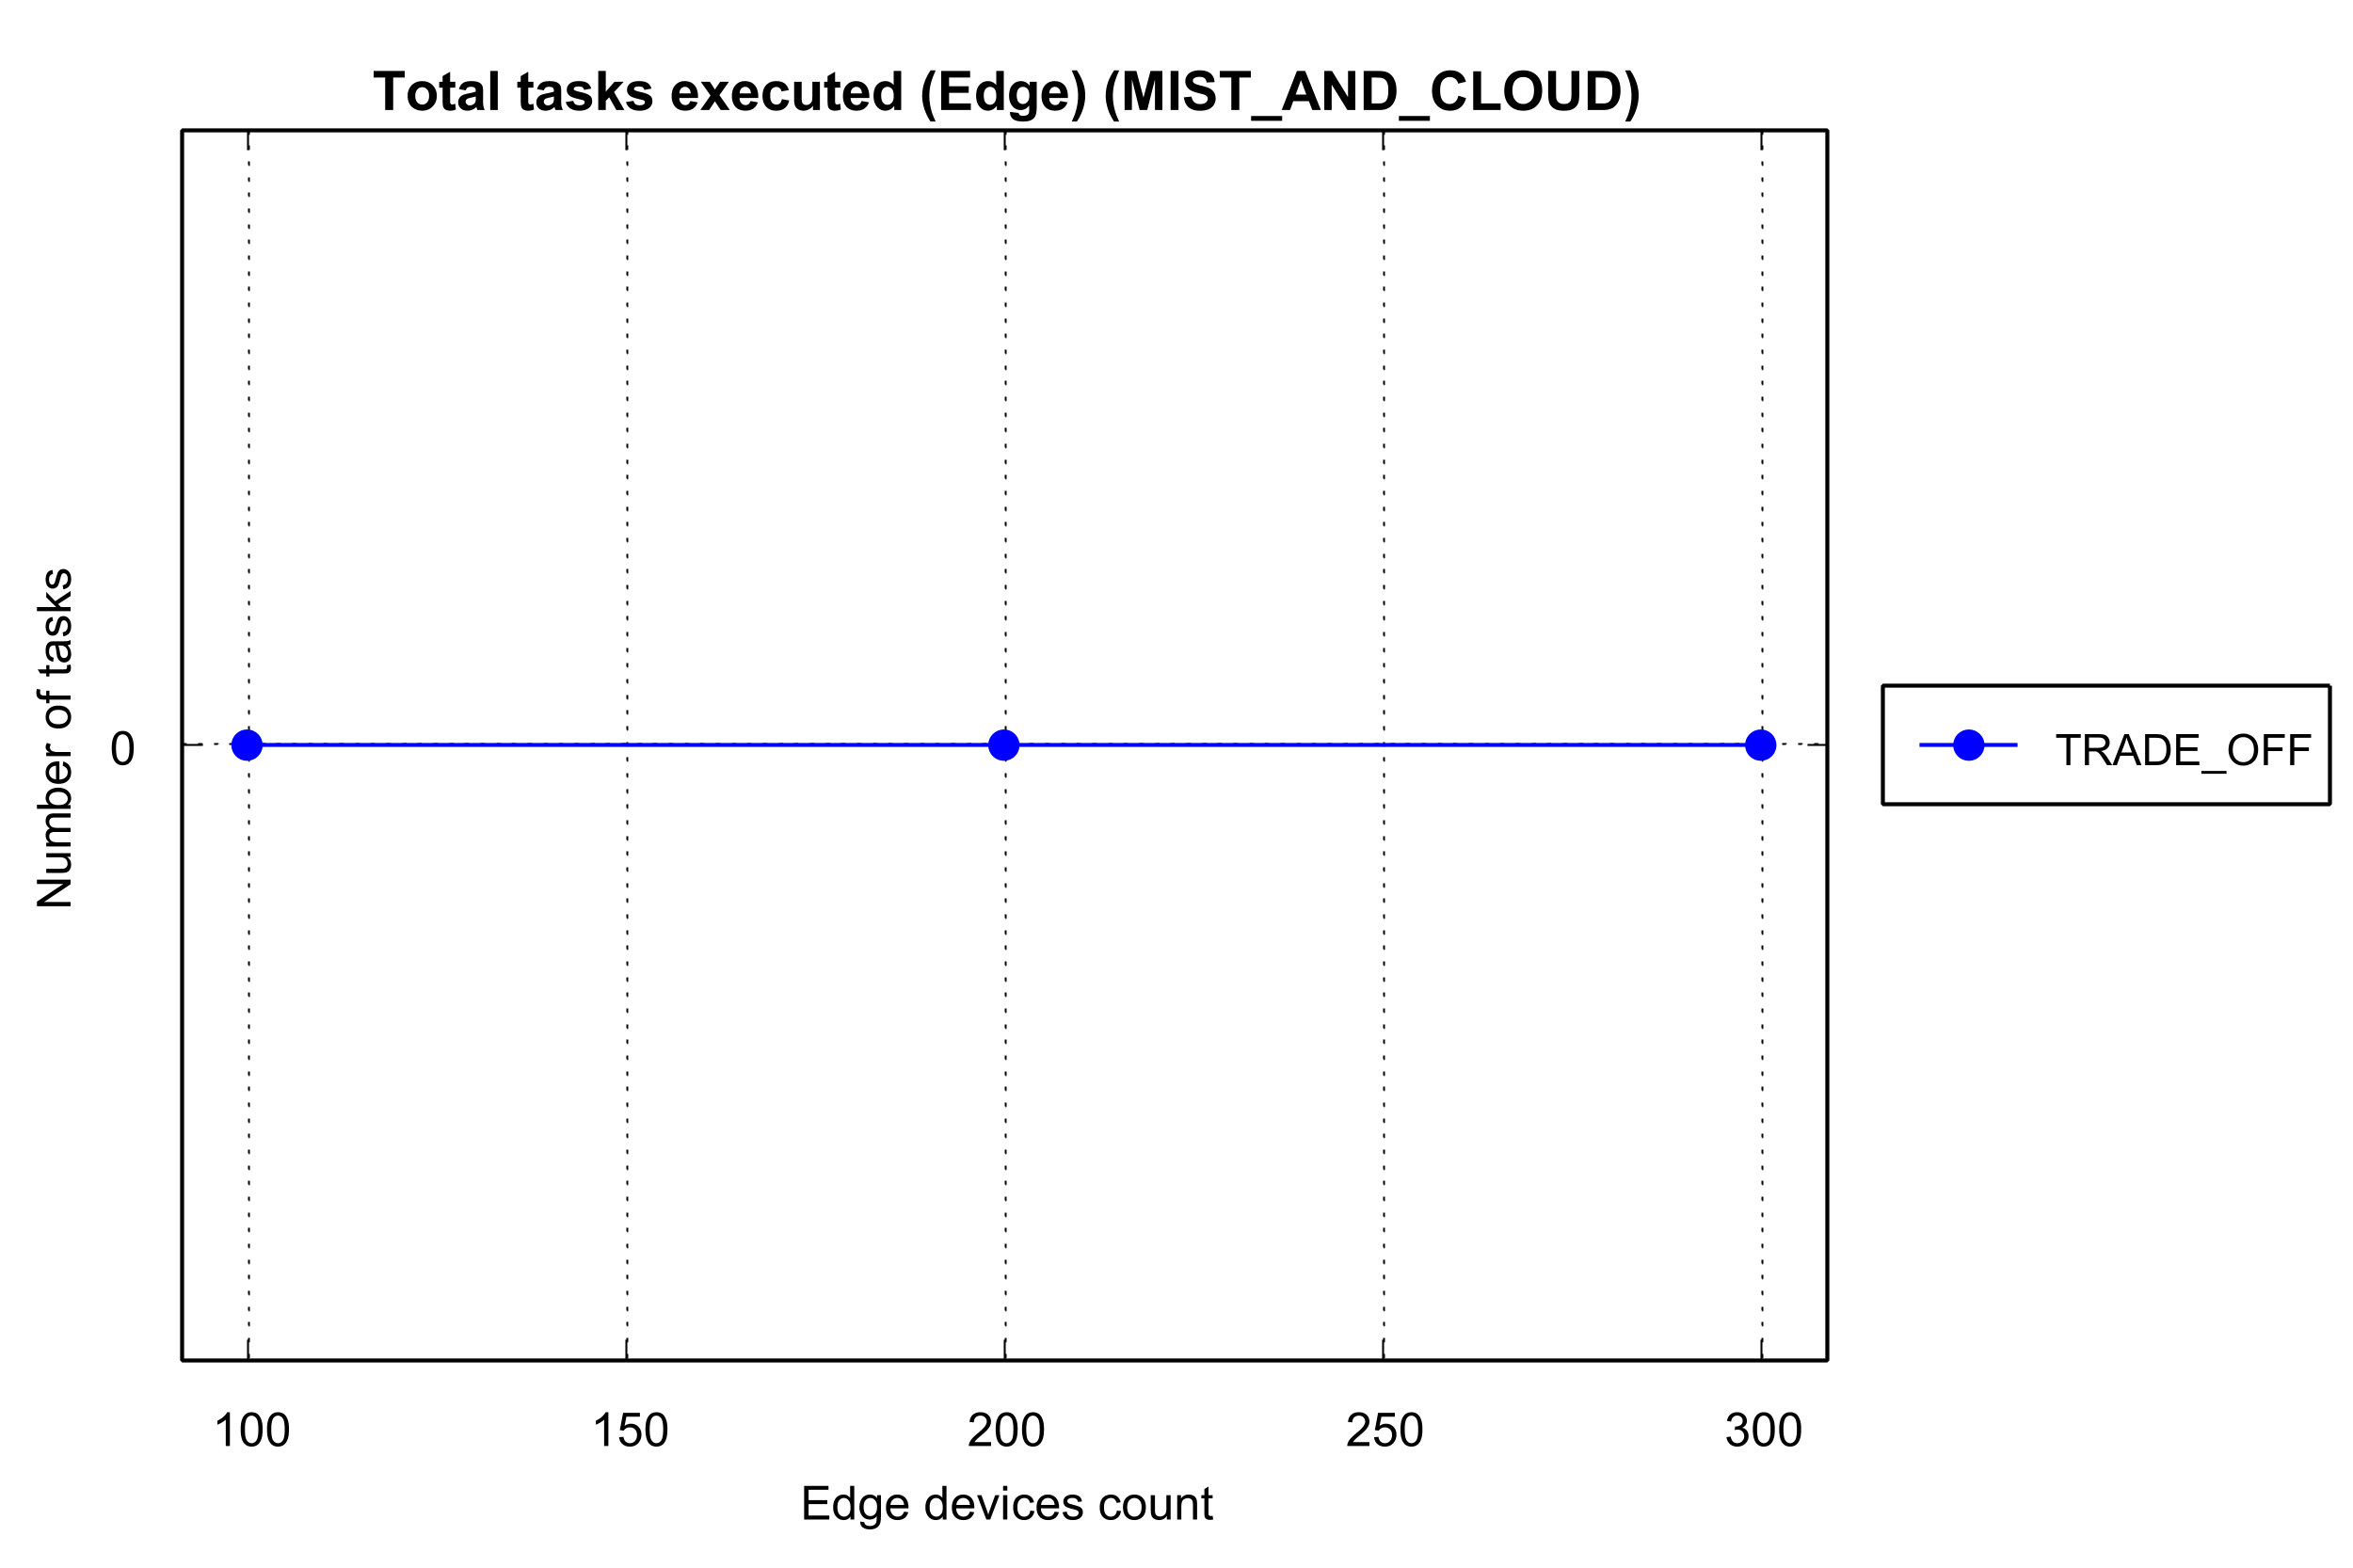 Total tasks executed (Edge) (MIST_AND_CLOUD)
Number of tasks
0
TRADE_OFF
100 150 200 250 300
Edge devices count